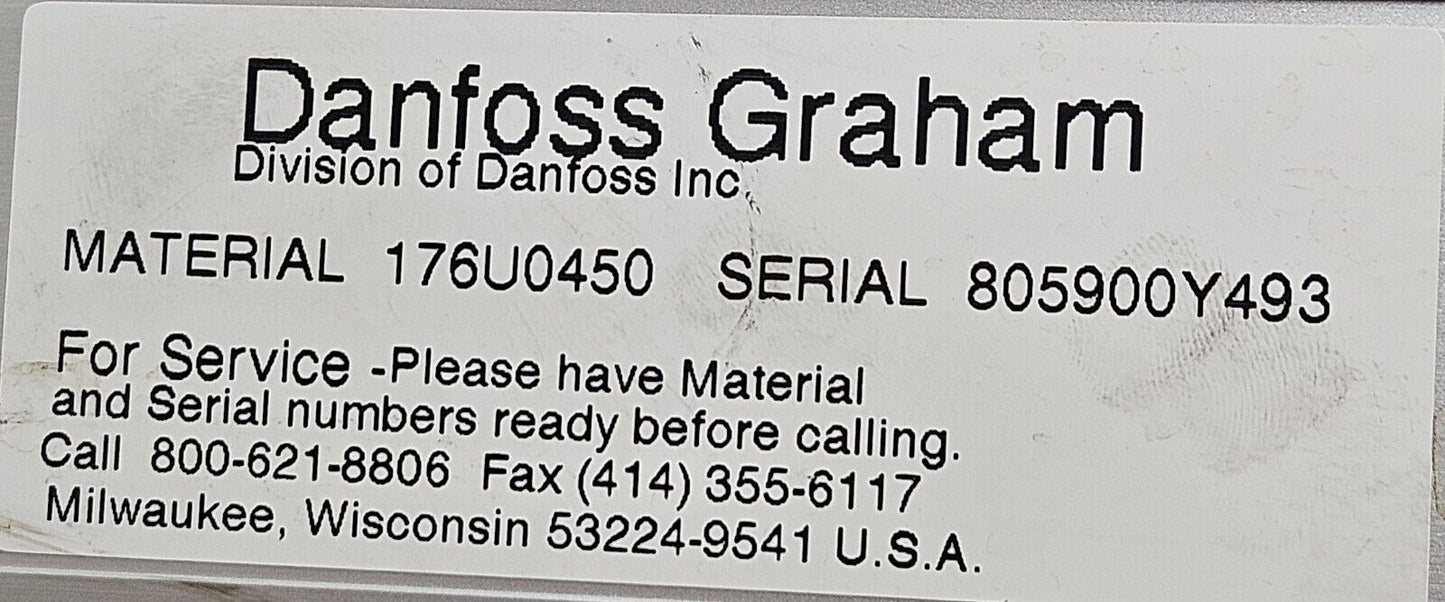 Danfoss Graham
Division of Danfoss Inc.
MATERIAL 176U0450 SERIAL 805900Y493
For Service -Please have Material
and Serial numbers ready before calling.
Call 800-621-8806 Fax (414) 355-6117
Milwaukee, Wisconsin 53224-9541 U.S.A.